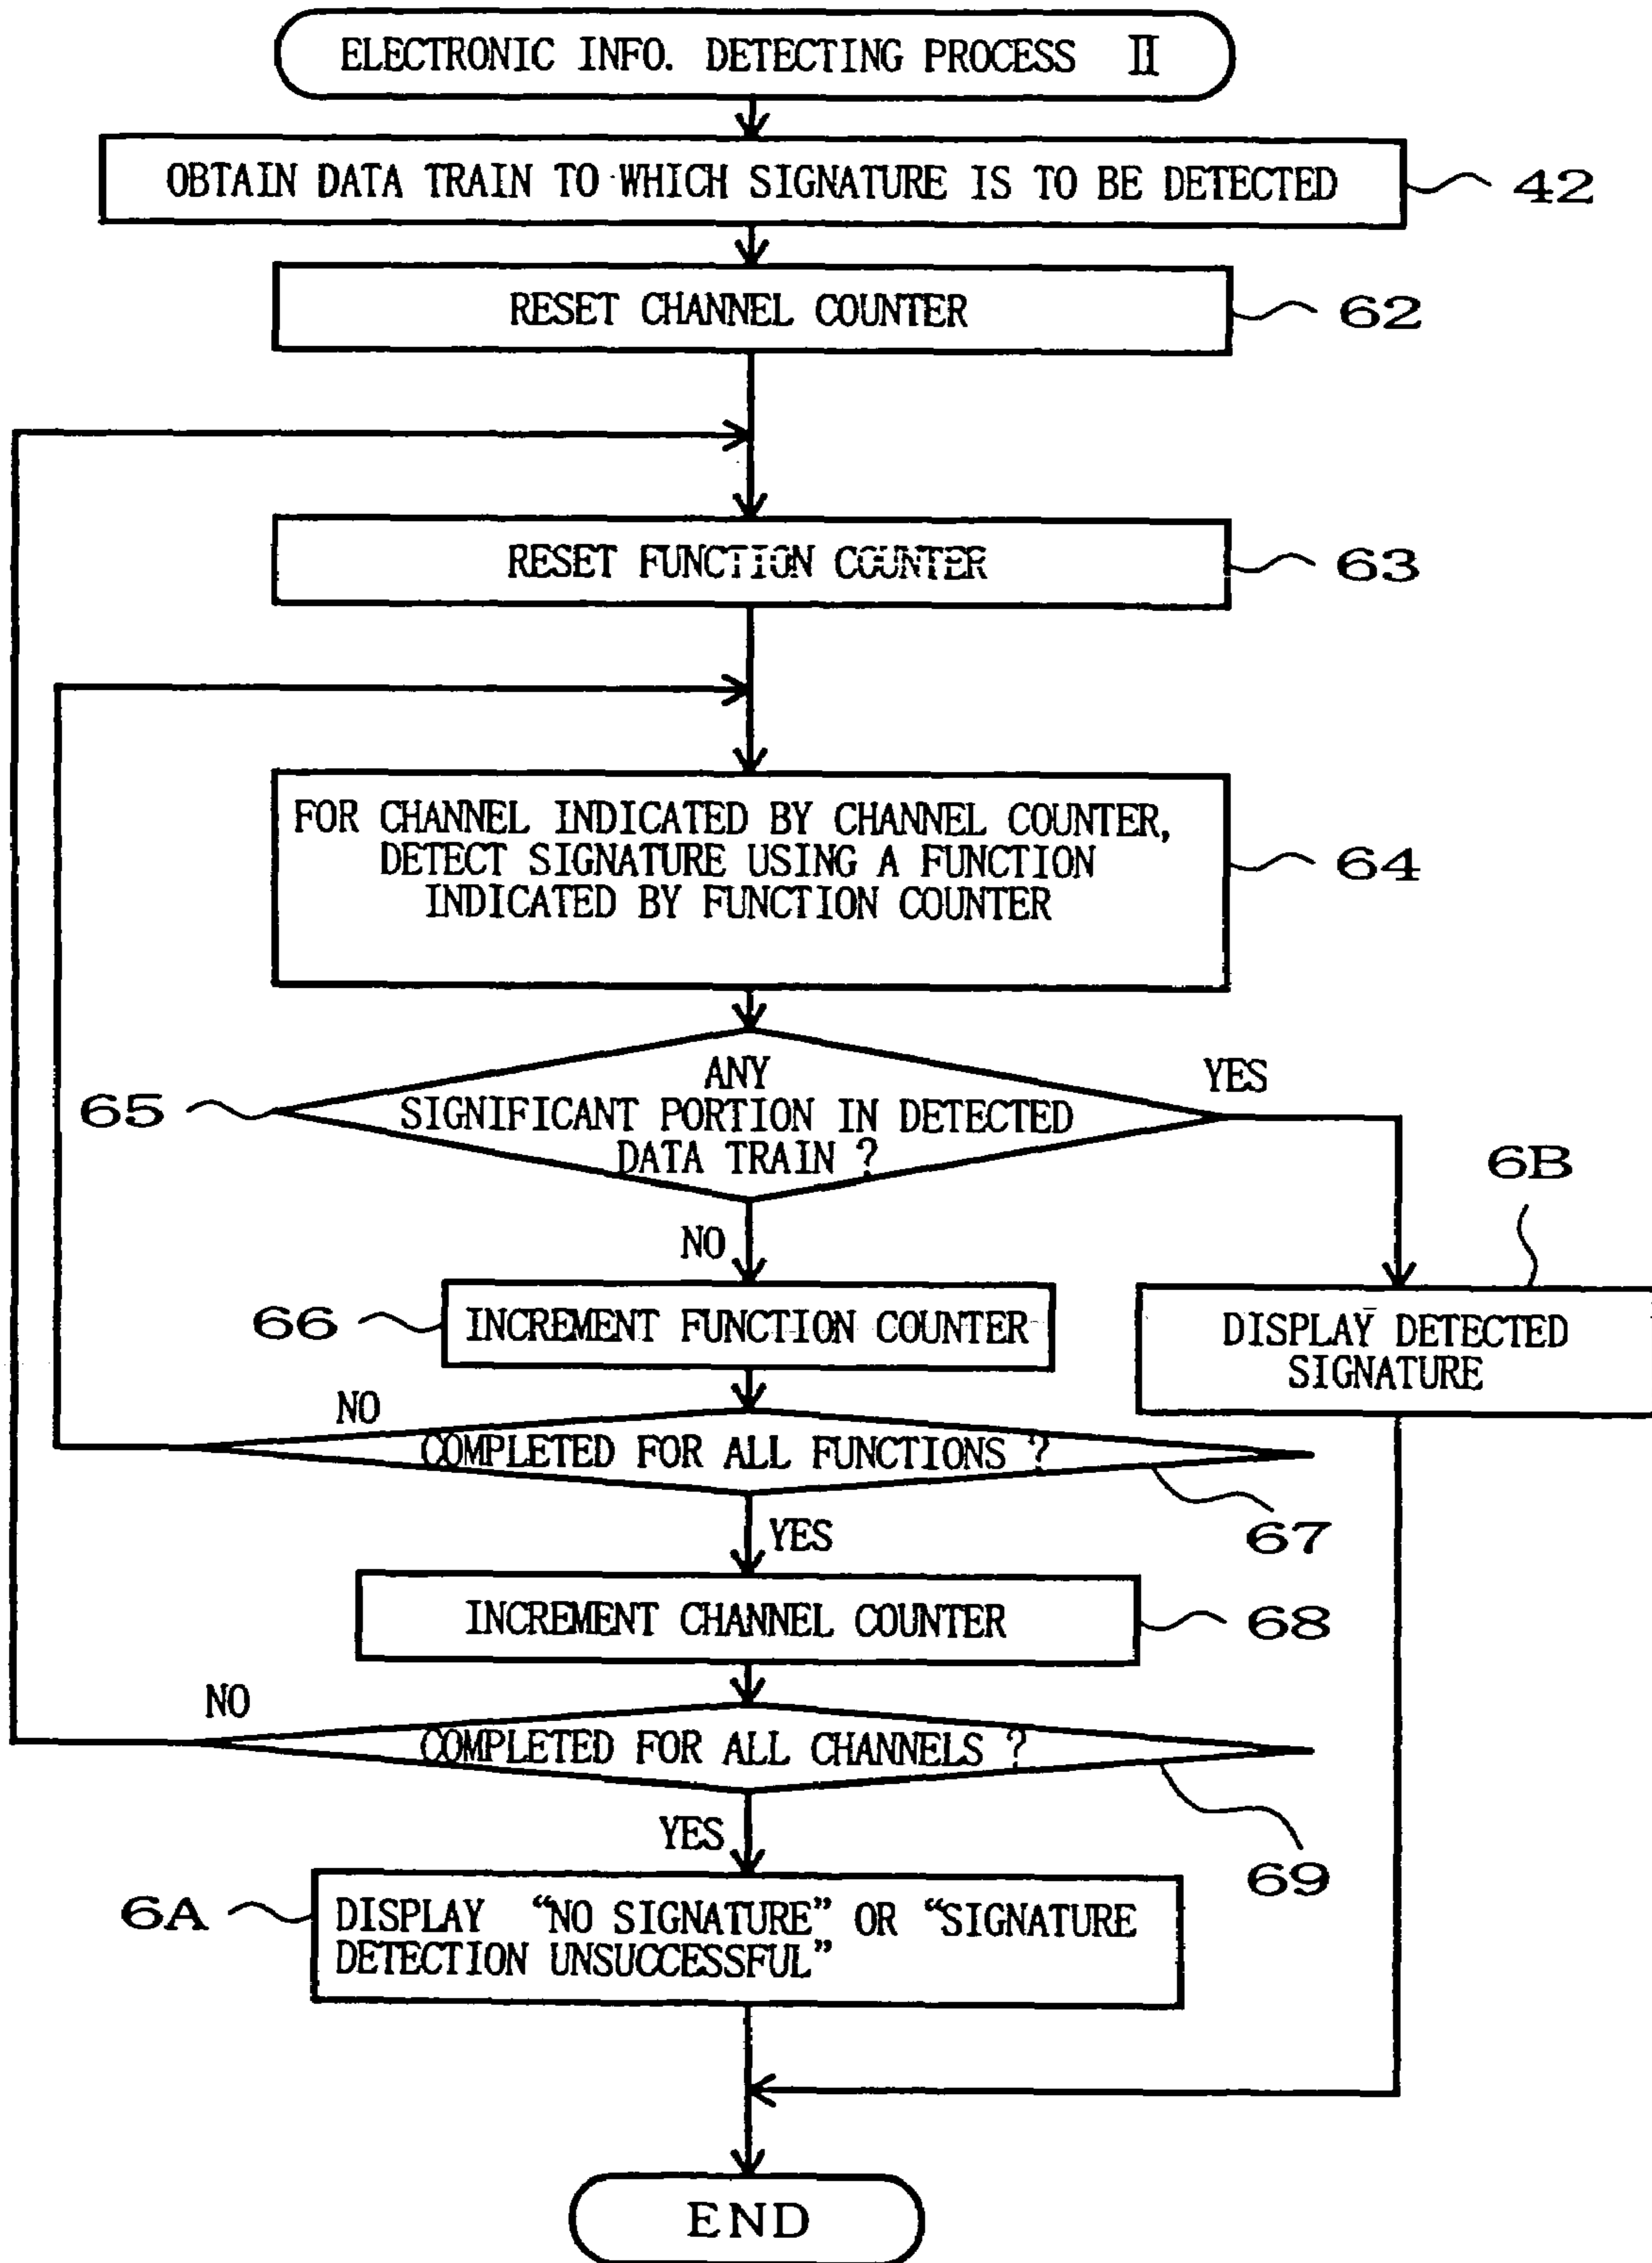 ELECTRONIC INFO. DETECTING PROCESS II
OBTAIN DATA TRAIN TO WHICH SIGNATURE IS TO BE DETECTED
42
RESET CHANNEL COUNTER
62
RESET FUNCTION COUNTER
63
FOR CHANNEL INDICATED BY CHANNEL COUNTER,
DETECT SIGNATURE USING A FUNCTION
INDICATED BY FUNCTION COUNTER
64
ANY
SIGNIFICANT PORTION IN DETECTED
DATA TRAIN ?
65
YES
6B
NO
66
INCREMENT FUNCTION COUNTER
DISPLAY DETECTED
SIGNATURE
NO
COMPLETED FOR ALL FUNCTIONS ?
67
YES
INCREMENT CHANNEL COUNTER
68
NO
COMPLETED FOR ALL CHANNELS ?
69
YES
6A
DISPLAY “NO SIGNATURE” OR “SIGNATURE
DETECTION UNSUCCESSFUL”
END